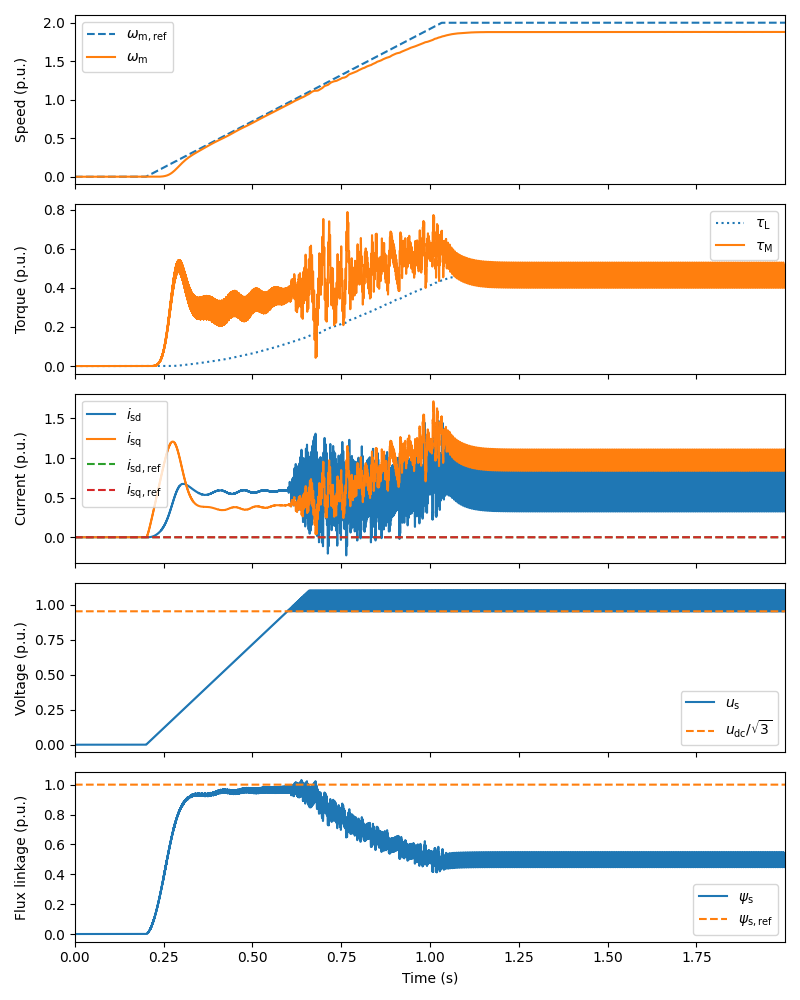 Speed (p.u.)
2.0
1.5
1.0
0.5
0.0
ω_m,ref
ω_m
Torque (p.u.)
0.8
0.6
0.4
0.2
0.0
τ_L
τ_M
Current (p.u.)
1.5
1.0
0.5
0.0
i_sd
i_sq
i_sd,ref
i_sq,ref
Voltage (p.u.)
1.00
0.75
0.50
0.25
0.00
u_s
u_dc/√3
Flux linkage (p.u.)
1.0
0.8
0.6
0.4
0.2
0.0
ψ_s
ψ_s,ref
0.00 0.25 0.50 0.75 1.00 1.25 1.50 1.75
Time (s)